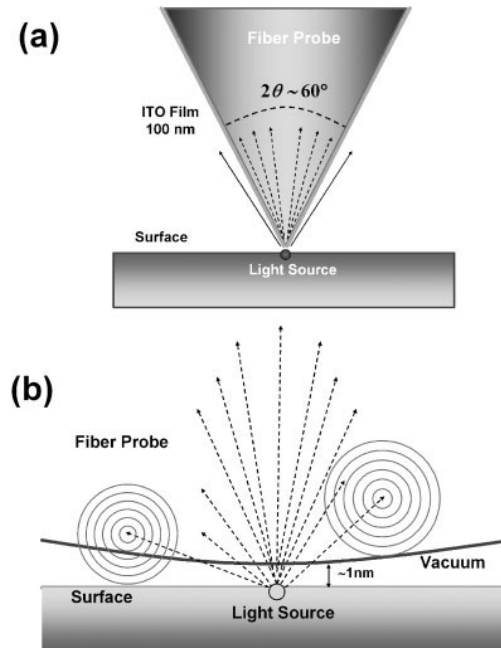 (a)
Fiber Probe
2θ ~60°
ITO Film
100 nm
Surface
Light Source
(b)
Fiber Probe
Vacuum
~1nm
Surface
Light Source